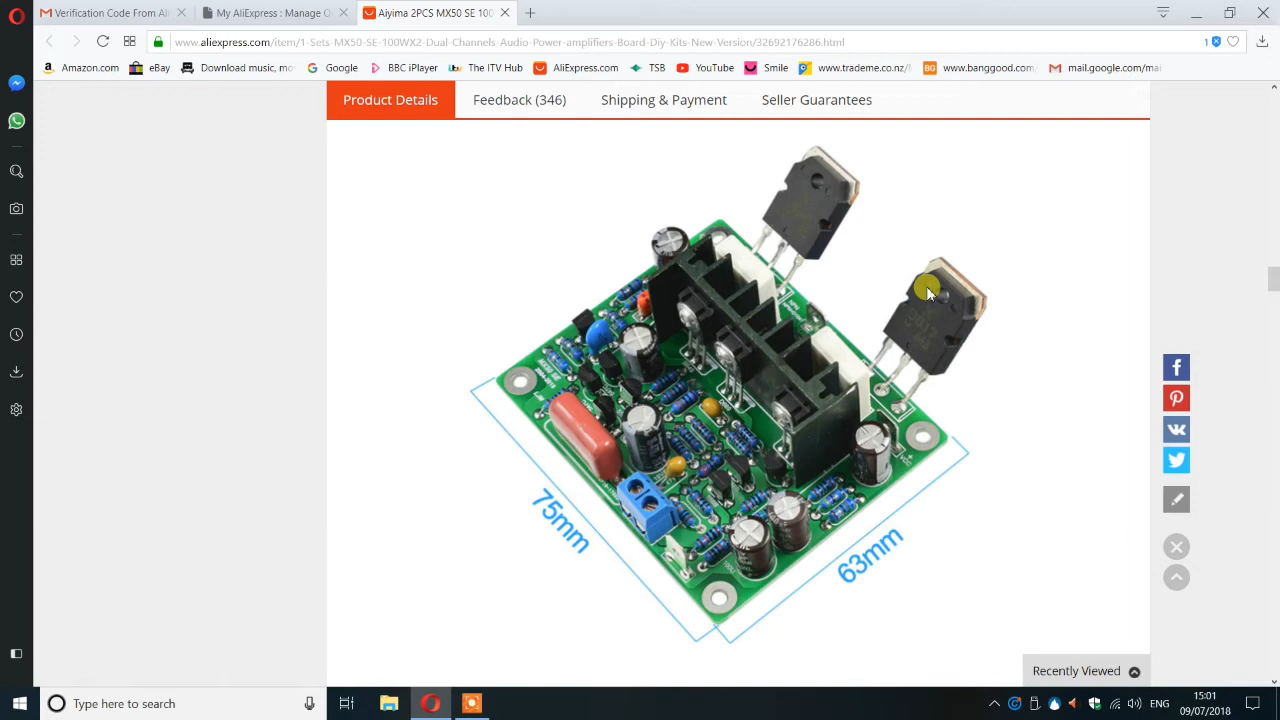 Verification Code From Ali
My AliExpress : Manage O
Aiyima 2PCS MX50 SE 100
www.aliexpress.com/item/1-Sets-MX50-SE-100WX2-Dual-Channels-Audio-Power-amplifiers-Board-Diy-Kits-New-Version/32692176286.html
1
Amazon.com
eBay
Download music, mo
Google
BBC iPlayer
The ITV Hub
AliExpress.com
TSB
YouTube
Smile
www.trademe.co.nz/
www.banggood.com
mail.google.com/mai
Product Details
Feedback (346)
Shipping & Payment
Seller Guarantees
75mm
63mm
Recently Viewed
Type here to search
ENG
15:01
09/07/2018